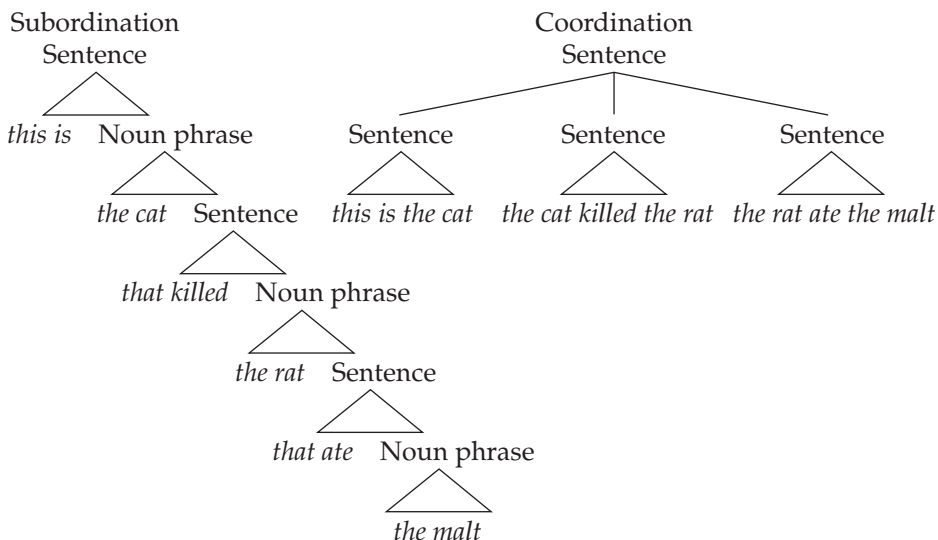 Subordination Coordination
Sentence Sentence
this is Noun phrase Sentence Sentence Sentence
the cat Sentence this is the cat the cat killed the rat the rat ate the malt
that killed Noun phrase
the rat Sentence
that ate Noun phrase
the malt